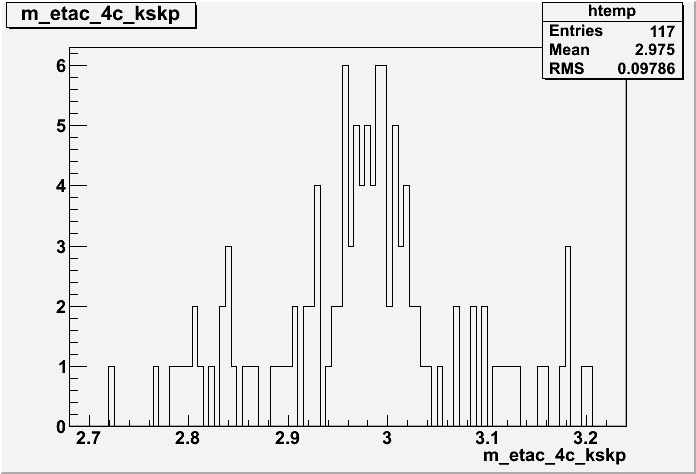 m_etac_4c_kskp
htemp
Entries 117
Mean 2.975
RMS 0.09786
6
5
4
3
2
1
0
2.7 2.8 2.9 3 3.1 3.2
m_etac_4c_kskp